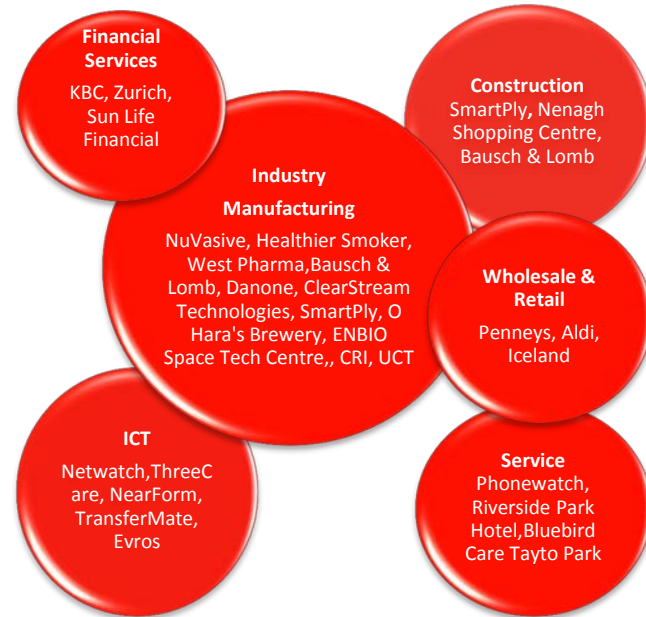 Financial
Services
KBC, Zurich,
Sun Life
Financial
Construction
SmartPly, Nenagh
Shopping Centre,
Bausch & Lomb
Industry
Manufacturing
NuVasive, Healthier Smoker,
West Pharma,Bausch &
Lomb, Danone, ClearStream
Technologies, SmartPly, O
Hara's Brewery, ENBIO
Space Tech Centre,, CRI, UCT
Wholesale &
Retail
Penneys, Aldi,
Iceland
ICT
Netwatch,ThreeC
are, NearForm,
TransferMate,
Evros
Service
Phonewatch,
Riverside Park
Hotel,Bluebird
Care Tayto Park